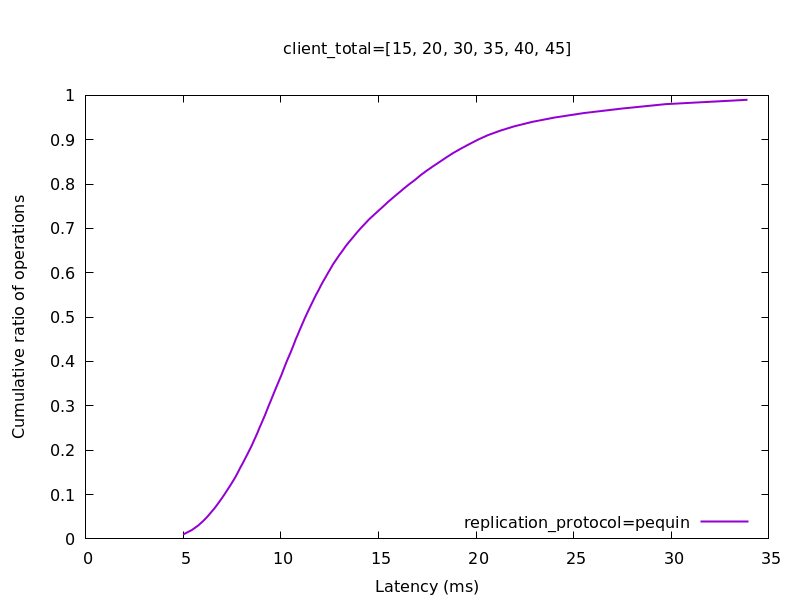 client_total=[15, 20, 30, 35, 40, 45]
1
0.9
0.8
0.7
0.6
0.5
0.4
0.3
0.2
0.1
0
Cumulative ratio of operations
replication_protocol=pequin
0 5 10 15 20 25 30 35
Latency (ms)